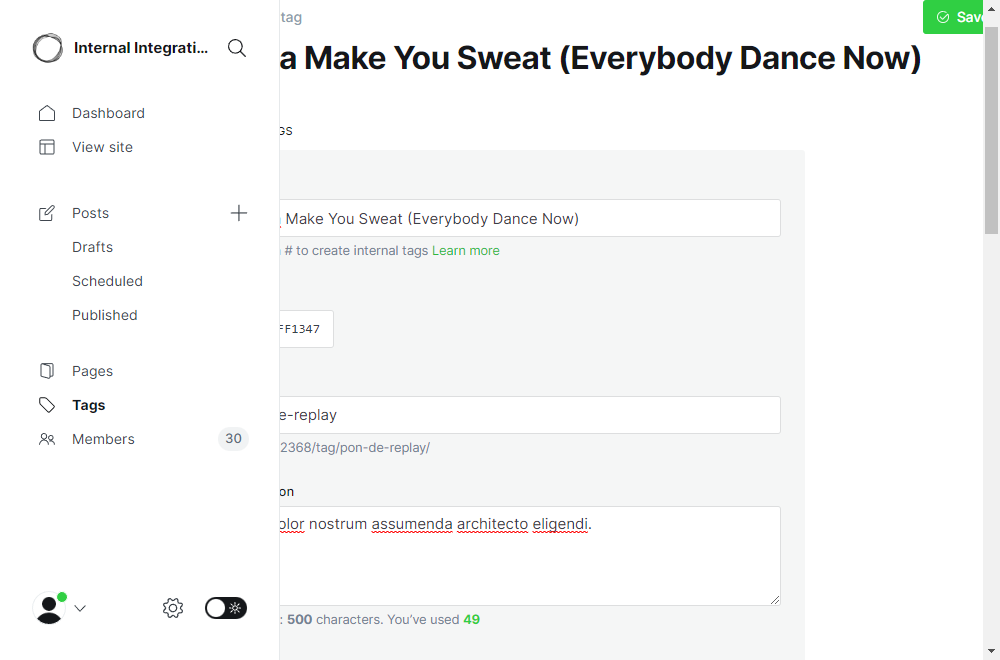 Internal Integrati...
Dashboard
View site
Posts
Drafts
Scheduled
Published
Pages
Tags
Members
30
tag
Save
a Make You Sweat (Everybody Dance Now)
GS
Make You Sweat (Everybody Dance Now)
# to create internal tags Learn more
FF1347
e-replay
2368/tag/pon-de-replay/
on
olor nostrum assumenda architecto eligendi.
: 500 characters. You've used 49